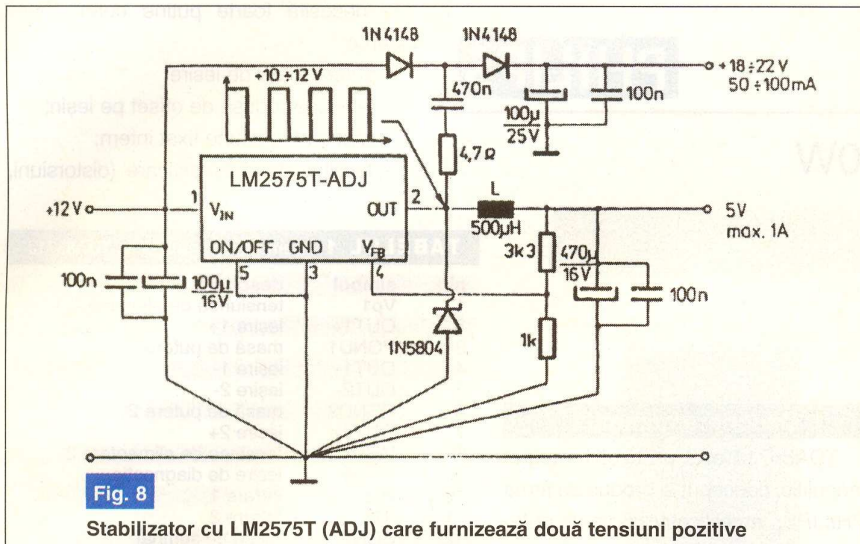 1N4148
1N4148
+10÷12V
470n
100µ
25V
100n
+18÷22V
50÷100mA
4,7Ω
LM2575T-ADJ
+12V
1
VIN
OUT
2
L
500µH
5V
max. 1A
ON/OFF
GND
VFB
5
3
4
3k3
470µ
16V
100n
100n
100µ
16V
1N5804
1k
Fig. 8
Stabilizator cu LM2575T (ADJ) care furnizează două tensiuni pozitive